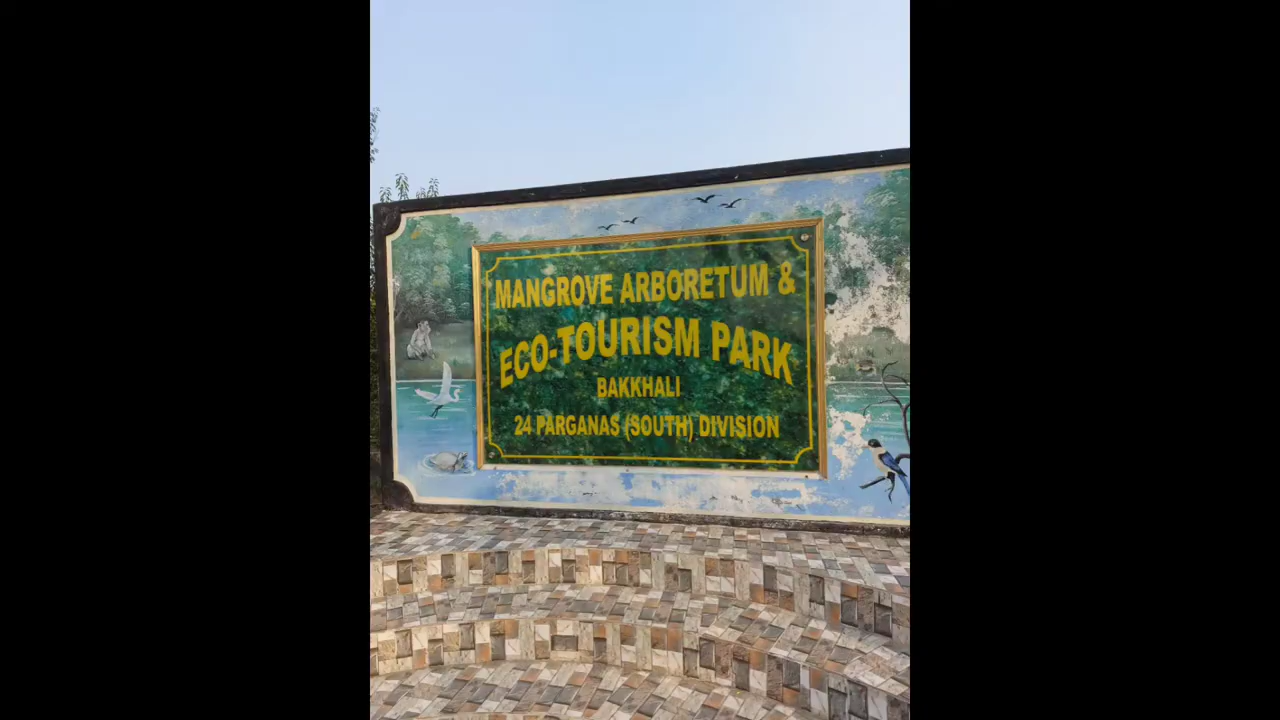 MANGROVE ARBORETUM &
ECO-TOURISM PARK
BAKKHALI
24 PARGANAS (SOUTH) DIVISION